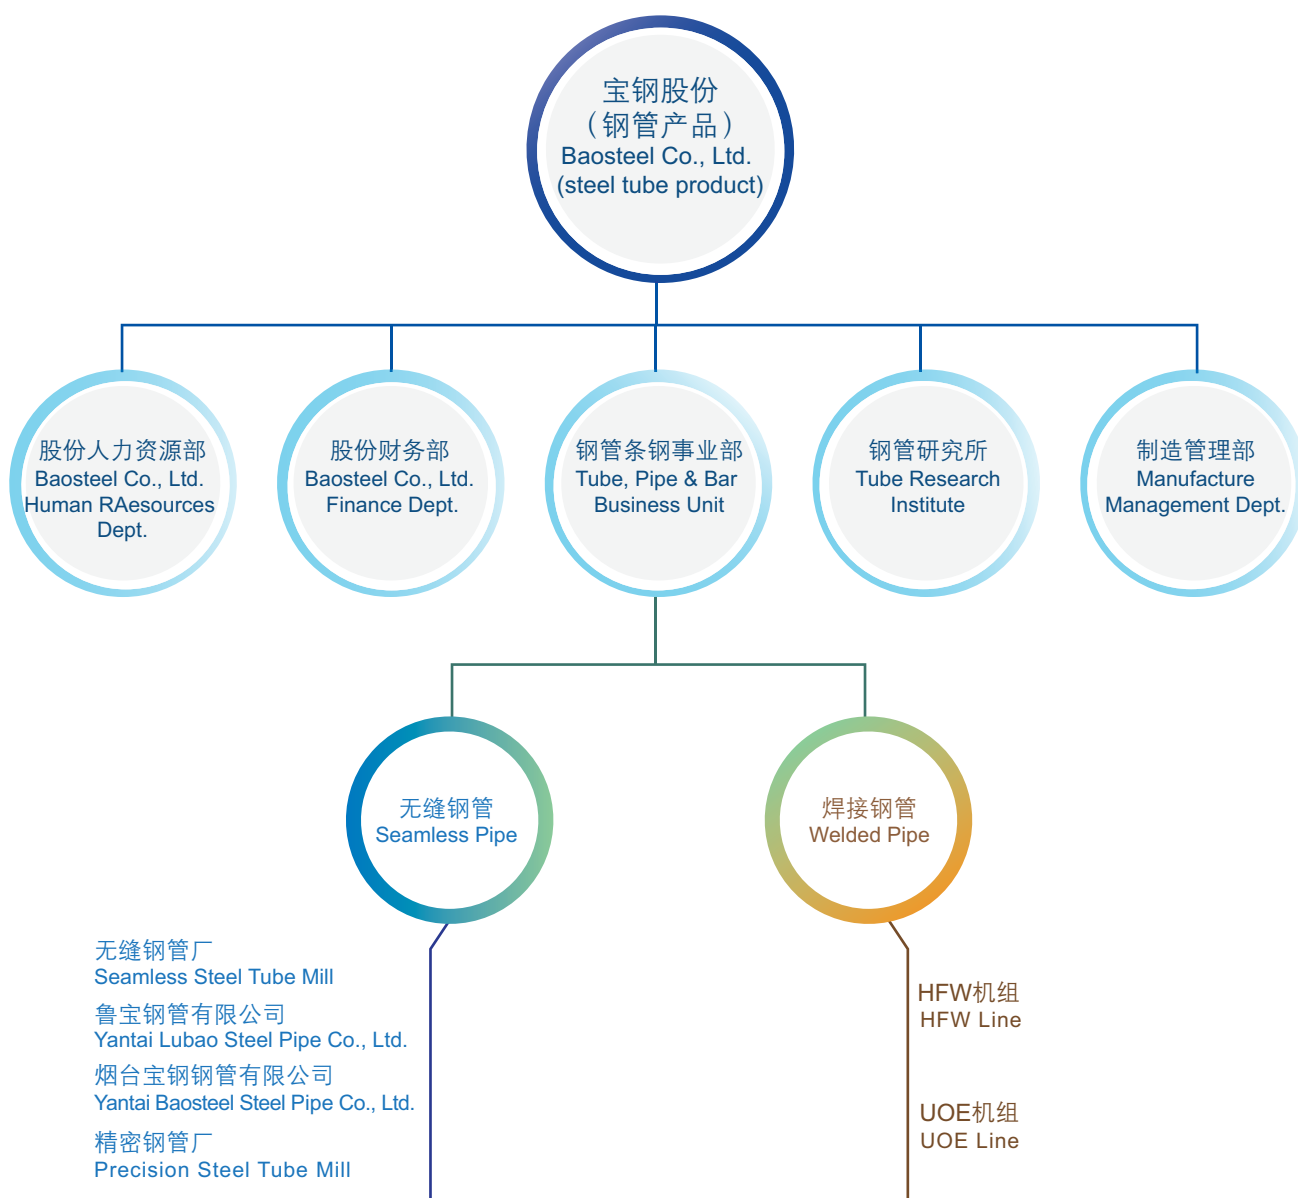 宝钢股份
（钢管产品）
Baosteel Co., Ltd.
(steel tube product)
股份人力资源部
Baosteel Co., Ltd.
Human RAesources
Dept.
股份财务部
Baosteel Co., Ltd.
Finance Dept.
钢管条钢事业部
Tube, Pipe & Bar
Business Unit
钢管研究所
Tube Research
Institute
制造管理部
Manufacture
Management Dept.
无缝钢管
Seamless Pipe
焊接钢管
Welded Pipe
无缝钢管厂
Seamless Steel Tube Mill
鲁宝钢管有限公司
Yantai Lubao Steel Pipe Co., Ltd.
烟台宝钢钢管有限公司
Yantai Baosteel Steel Pipe Co., Ltd.
精密钢管厂
Precision Steel Tube Mill
HFW机组
HFW Line
UOE机组
UOE Line